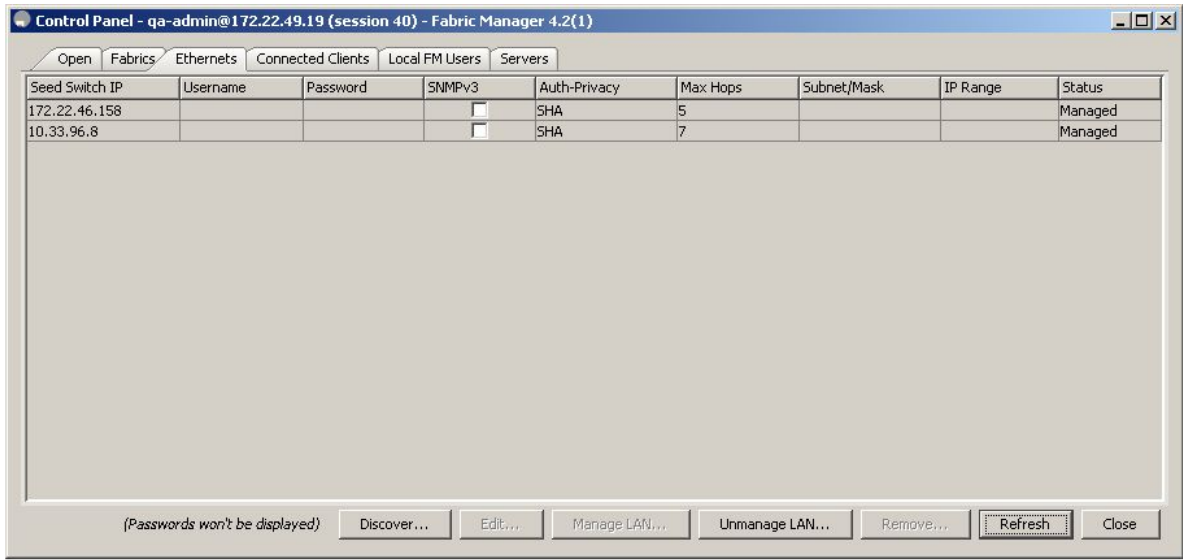 Control Panel - qa-admin@172.22.49.19 (session 40) - Fabric Manager 4.2(1)
Open Fabrics Ethernets Connected Clients Local FM Users Servers
Seed Switch IP Username Password SNMPv3 Auth-Privacy Max Hops Subnet/Mask IP Range Status
172.22.46.158 SHA 5 Managed
10.33.96.8 SHA 7 Managed
(Passwords won't be displayed) Discover... Edit... Manage LAN... Unmanage LAN... Remove... Refresh Close